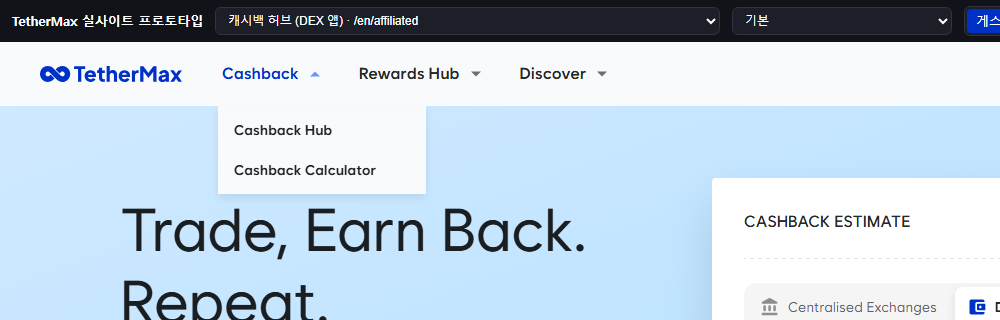 TetherMax 실사이트 프로토타입 캐시백 허브 (DEX 앱) · /en/affiliated 기본 게스
TetherMax Cashback Rewards Hub Discover
Cashback Hub
Cashback Calculator
Trade, Earn Back.
Repeat.
CASHBACK ESTIMATE
Centralised Exchanges